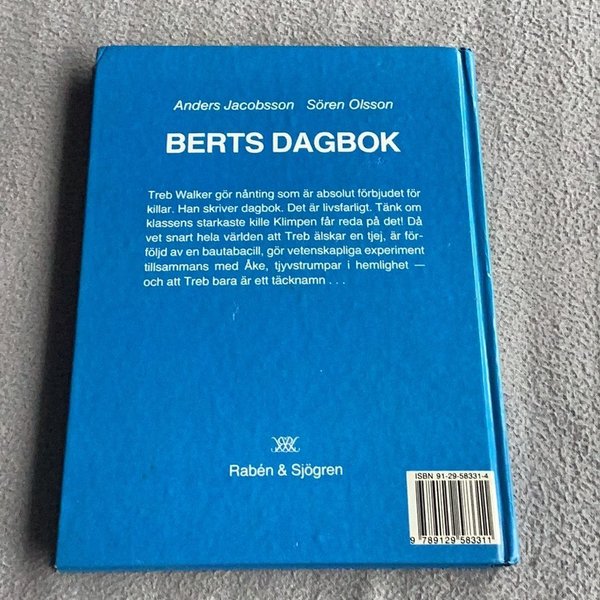 Anders Jacobsson Sören Olsson
BERTS DAGBOK
Treb Walker gör nånting som är absolut förbjudet för
killar. Han skriver dagbok. Det är livsfarligt. Tänk om
klassens starkaste kille Klimpen får reda på det! Då
vet snart hela världen att Treb älskar en tjej, är för-
följd av en bautabacill, gör vetenskapliga experiment
tillsammans med Åke, tjyvstrumpar i hemlighet —
och att Treb bara är ett täcknamn . . .
Rabén & Sjögren
ISBN 91-29-58331-4
9 789129 583311